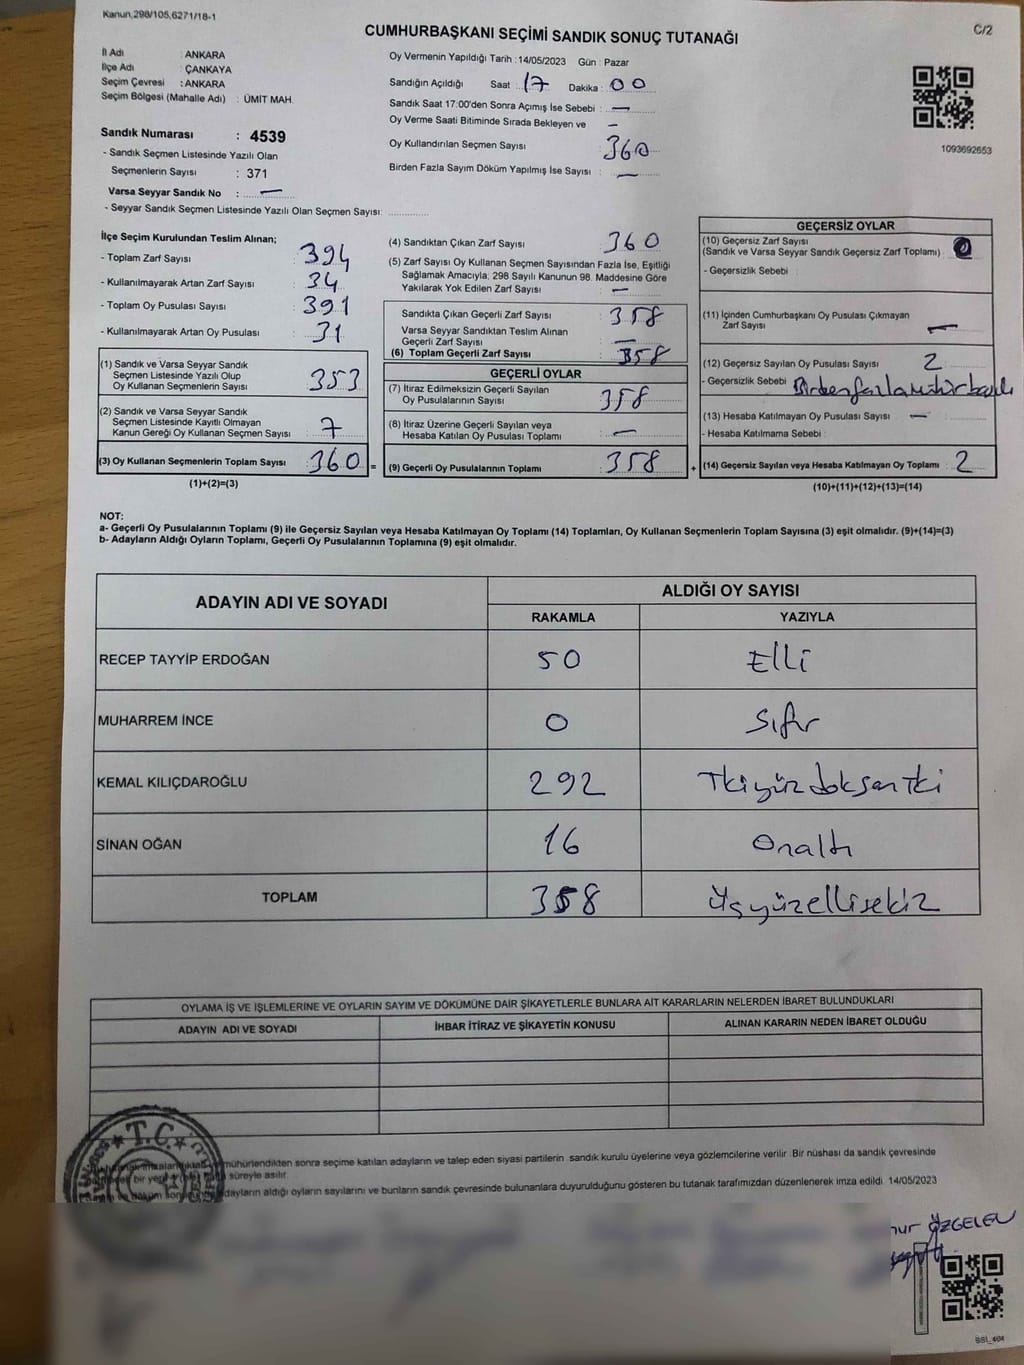 Kanun,298/105,6271/18-1
CUMHURBAŞKANI SEÇİMİ SANDIK SONUÇ TUTANAĞI
C/2
İl Adı : ANKARA
İlçe Adı : ÇANKAYA
Seçim Çevresi : ANKARA
Seçim Bölgesi (Mahalle Adı) : ÜMİT MAH.
Sandık Numarası : 4539
- Sandık Seçmen Listesinde Yazılı Olan
Seçmenlerin Sayısı : 371
Varsa Seyyar Sandık No : —
- Seyyar Sandık Seçmen Listesinde Yazılı Olan Seçmen Sayısı:
Oy Vermenin Yapıldığı Tarih : 14/05/2023 Gün : Pazar
Sandığın Açıldığı Saat : 17 Dakika : 00
Sandık Saat 17:00'den Sonra Açımış İse Sebebi : —
Oy Verme Saati Bitiminde Sırada Bekleyen ve —
Oy Kullandırılan Seçmen Sayısı : 360
Birden Fazla Sayım Döküm Yapılmış İse Sayısı : —
1093692653
İlçe Seçim Kurulundan Teslim Alınan;
- Toplam Zarf Sayısı : 394
- Kullanılmayarak Artan Zarf Sayısı : 34
- Toplam Oy Pusulası Sayısı : 391
- Kullanılmayarak Artan Oy Pusulası : 31
(1) Sandık ve Varsa Seyyar Sandık
Seçmen Listesinde Yazılı Olup
Oy Kullanan Seçmenlerin Sayısı : 353
(2) Sandık ve Varsa Seyyar Sandık
Seçmen Listesinde Kayıtlı Olmayan
Kanun Gereği Oy Kullanan Seçmen Sayısı : 7
(3) Oy Kullanan Seçmenlerin Toplam Sayısı : 360 =
(1)+(2)=(3)
(4) Sandıktan Çıkan Zarf Sayısı : 360
(5) Zarf Sayısı Oy Kullanan Seçmen Sayısından Fazla İse, Eşitliği
Sağlamak Amacıyla; 298 Sayılı Kanunun 98. Maddesine Göre
Yakılarak Yok Edilen Zarf Sayısı : —
Sandıkta Çıkan Geçerli Zarf Sayısı : 358
Varsa Seyyar Sandıktan Teslim Alınan
Geçerli Zarf Sayısı : —
(6) Toplam Geçerli Zarf Sayısı : 358
GEÇERLİ OYLAR
(7) İtiraz Edilmeksizin Geçerli Sayılan
Oy Pusulalarının Sayısı : 358
(8) İtiraz Üzerine Geçerli Sayılan veya
Hesaba Katılan Oy Pusulası Toplamı : —
(9) Geçerli Oy Pusulalarının Toplamı : 358 +
GEÇERSİZ OYLAR
(10) Geçersiz Zarf Sayısı
(Sandık ve Varsa Seyyar Sandık Geçersiz Zarf Toplamı) : 0
- Geçersizlik Sebebi :
(11) İçinden Cumhurbaşkanı Oy Pusulası Çıkmayan
Zarf Sayısı : —
(12) Geçersiz Sayılan Oy Pusulası Sayısı : 2
- Geçersizlik Sebebi : Birden fazla mühür basılı
(13) Hesaba Katılmayan Oy Pusulası Sayısı : —
- Hesaba Katılmama Sebebi :
(14) Geçersiz Sayılan veya Hesaba Katılmayan Oy Toplamı : 2
(10)+(11)+(12)+(13)=(14)
NOT:
a- Geçerli Oy Pusulalarının Toplamı (9) ile Geçersiz Sayılan veya Hesaba Katılmayan Oy Toplamı (14) Toplamları, Oy Kullanan Seçmenlerin Toplam Sayısına (3) eşit olmalıdır. (9)+(14)=(3)
b- Adayların Aldığı Oyların Toplamı, Geçerli Oy Pusulalarının Toplamına (9) eşit olmalıdır.
ADAYIN ADI VE SOYADI
ALDIĞI OY SAYISI
RAKAMLA YAZIYLA
RECEP TAYYİP ERDOĞAN 50 Elli
MUHARREM İNCE 0 Sıfır
KEMAL KILIÇDAROĞLU 292 İkiyüzdoksaniki
SİNAN OĞAN 16 Onaltı
TOPLAM 358 Üçyüzellisekiz
OYLAMA İŞ VE İŞLEMLERİNE VE OYLARIN SAYIM VE DÖKÜMÜNE DAİR ŞİKAYETLERLE BUNLARA AİT KARARLARIN NELERDEN İBARET BULUNDUKLARI
ADAYIN ADI VE SOYADI İHBAR İTİRAZ VE ŞİKAYETİN KONUSU ALINAN KARARIN NEDEN İBARET OLDUĞU
T.C.
mühürlendikten sonra seçime katılan adayların ve talep eden siyasi partilerin sandık kurulu üyelerine veya gözlemcilerine verilir. Bir nüshası da sandık çevresinde
süreyle asılır.
adayların aldığı oyların sayılarını ve bunların sandık çevresinde bulunanlara duyurulduğunu gösteren bu tutanak tarafımızdan düzenlenerek imza edildi. 14/05/2023
nur ÖZGELEN